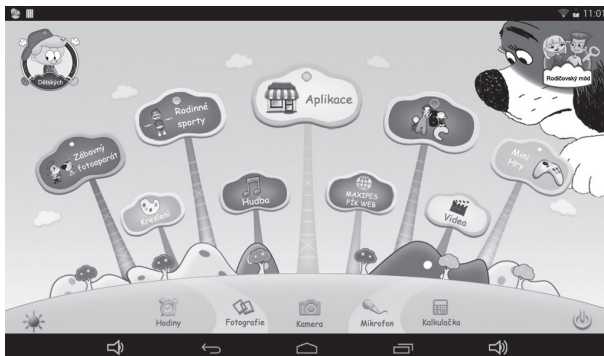 11:01
Dětských
Rodičovský mód
Aplikace
Rodinné
sporty
Zábavný
fotoaparát
Mini
Hry
Kreslení
Hudba
MAXIPES
FÍK WEB
Videa
Hodiny
Fotografie
Kamera
Mikrofon
Kalkulačka